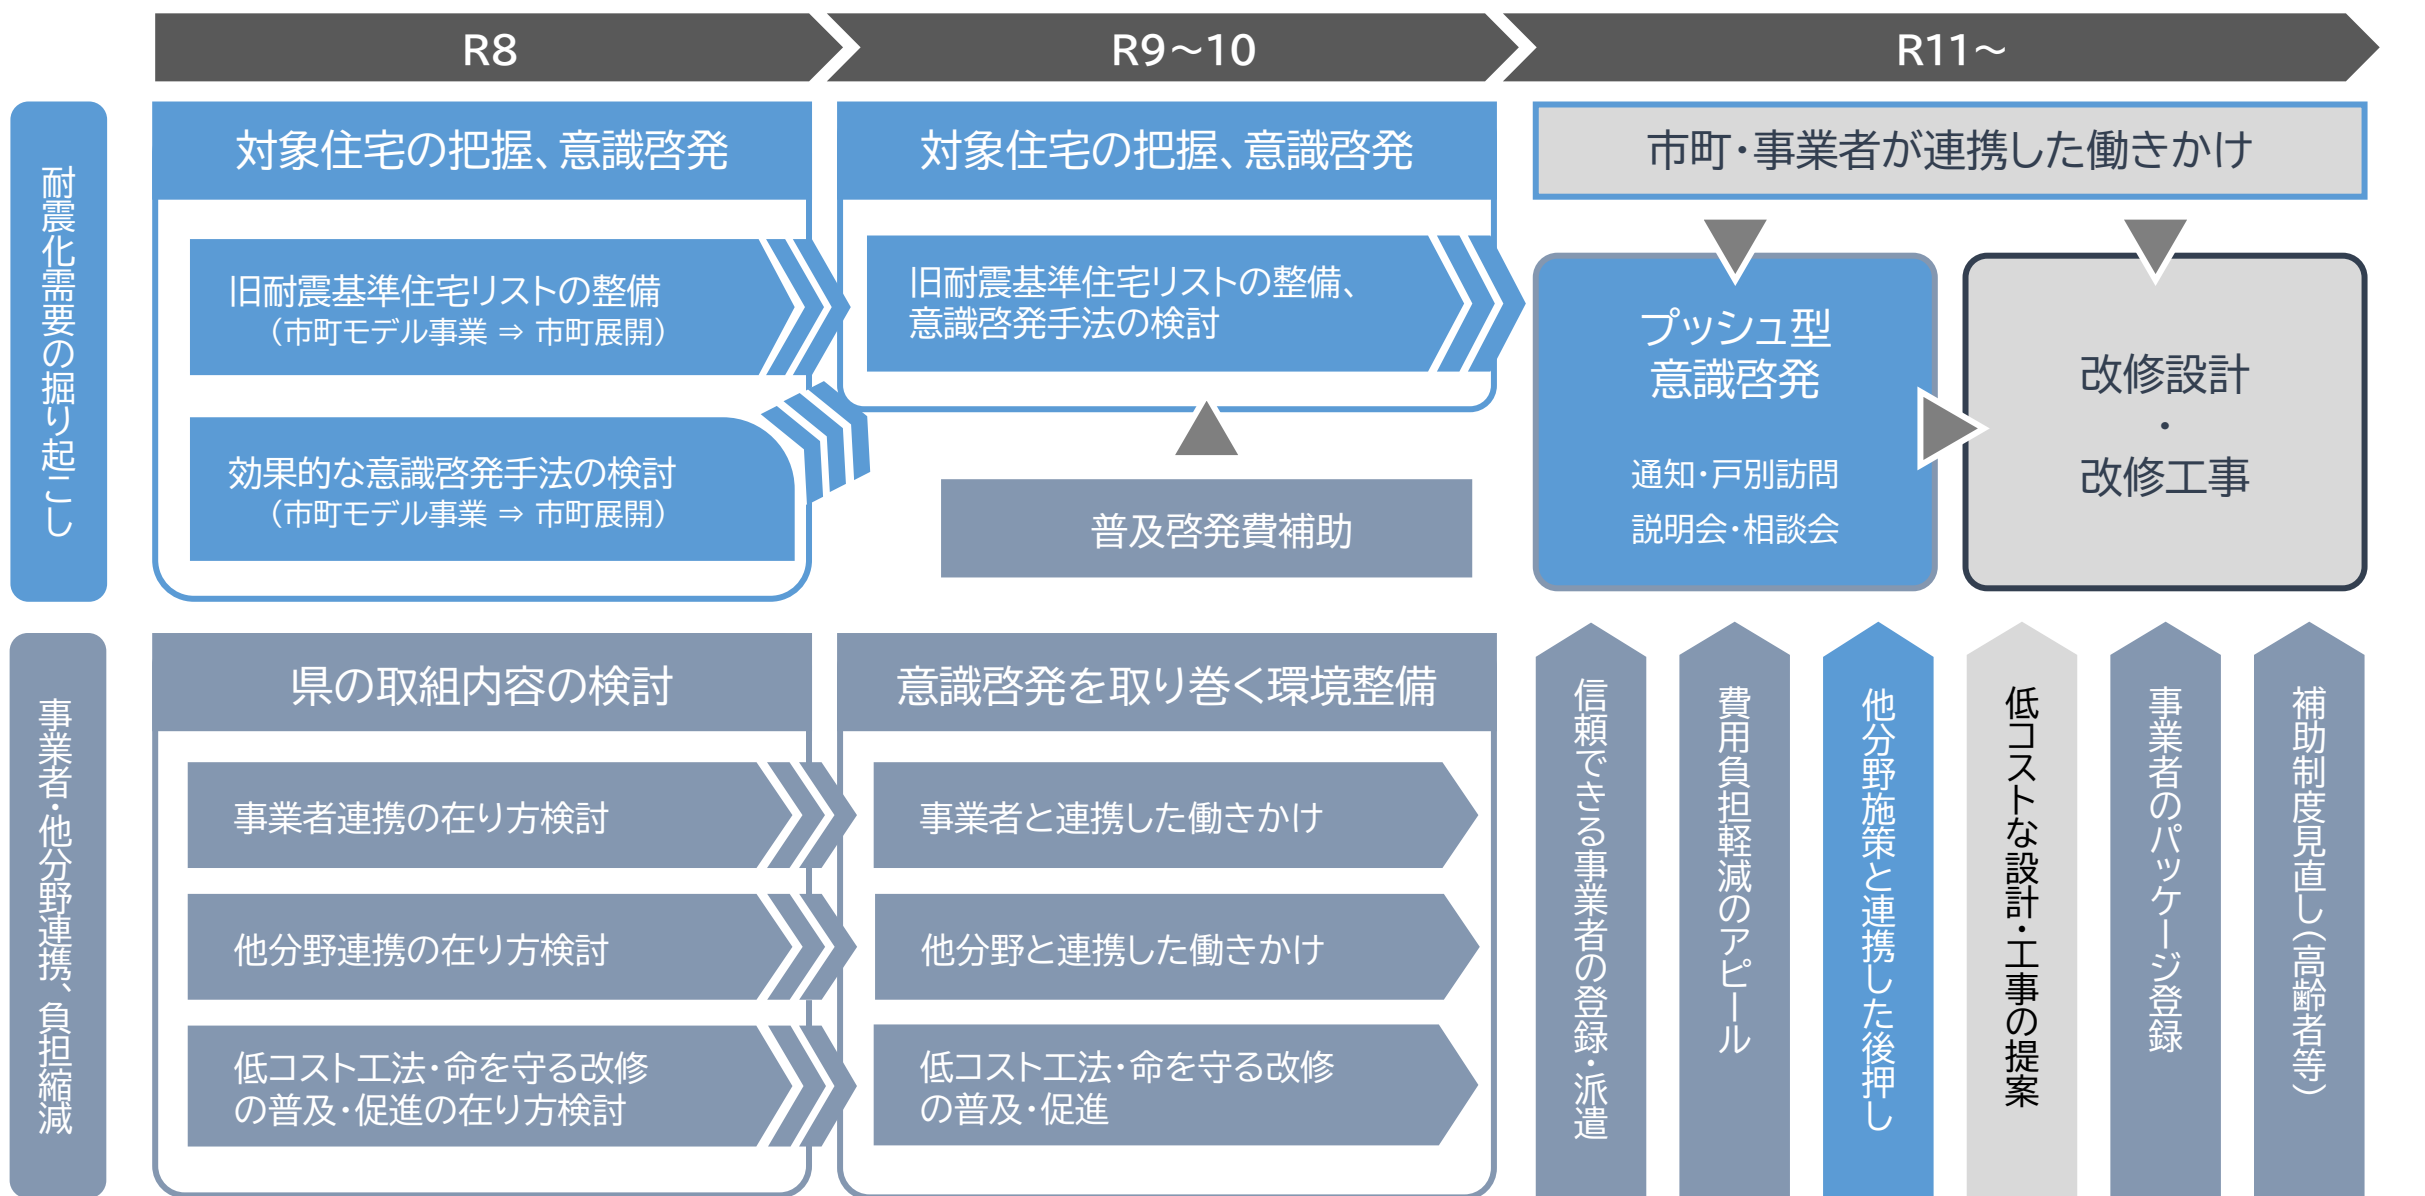 R8
R9～10
R11～
耐震化需要の掘り起こし
対象住宅の把握、意識啓発
旧耐震基準住宅リストの整備
（市町モデル事業 ⇒ 市町展開）
効果的な意識啓発手法の検討
（市町モデル事業 ⇒ 市町展開）
対象住宅の把握、意識啓発
旧耐震基準住宅リストの整備、
意識啓発手法の検討
普及啓発費補助
市町・事業者が連携した働きかけ
プッシュ型
意識啓発
通知・戸別訪問
説明会・相談会
改修設計
・
改修工事
事業者・他分野連携、負担縮減
県の取組内容の検討
事業者連携の在り方検討
他分野連携の在り方検討
低コスト工法・命を守る改修
の普及・促進の在り方検討
意識啓発を取り巻く環境整備
事業者と連携した働きかけ
他分野と連携した働きかけ
低コスト工法・命を守る改修
の普及・促進
信頼できる事業者の登録・派遣
費用負担軽減のアピール
他分野施策と連携した後押し
低コストな設計・工事の提案
事業者のパッケージ登録
補助制度見直し（高齢者等）